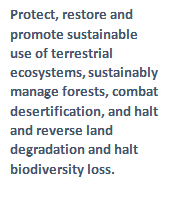 Protect, restore and
promote sustainable
use of terrestrial
ecosystems, sustainably
manage forests, combat
desertification, and halt
and reverse land
degradation and halt
biodiversity loss.